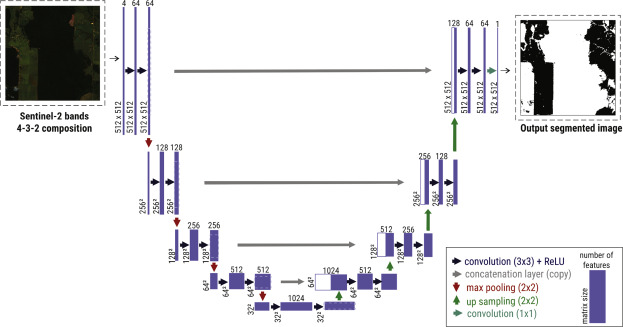 4 64 64
512 x 512
512 x 512
512 x 512
Sentinel-2 bands
4-3-2 composition
128 64 64 1
512 x 512
512 x 512
512 x 512
512 x 512
Output segmented image
128 128
256²
256²
256²
256 128
256²
256²
256²
256 256
128²
128²
128²
512 256
128²
128²
128²
512 512
64²
64²
64²
1024 512 512
64²
64²
64²
1024
32²
32²
32²
convolution (3x3) + ReLU
concatenation layer (copy)
max pooling (2x2)
up sampling (2x2)
convolution (1x1)
number of
features
matrix size